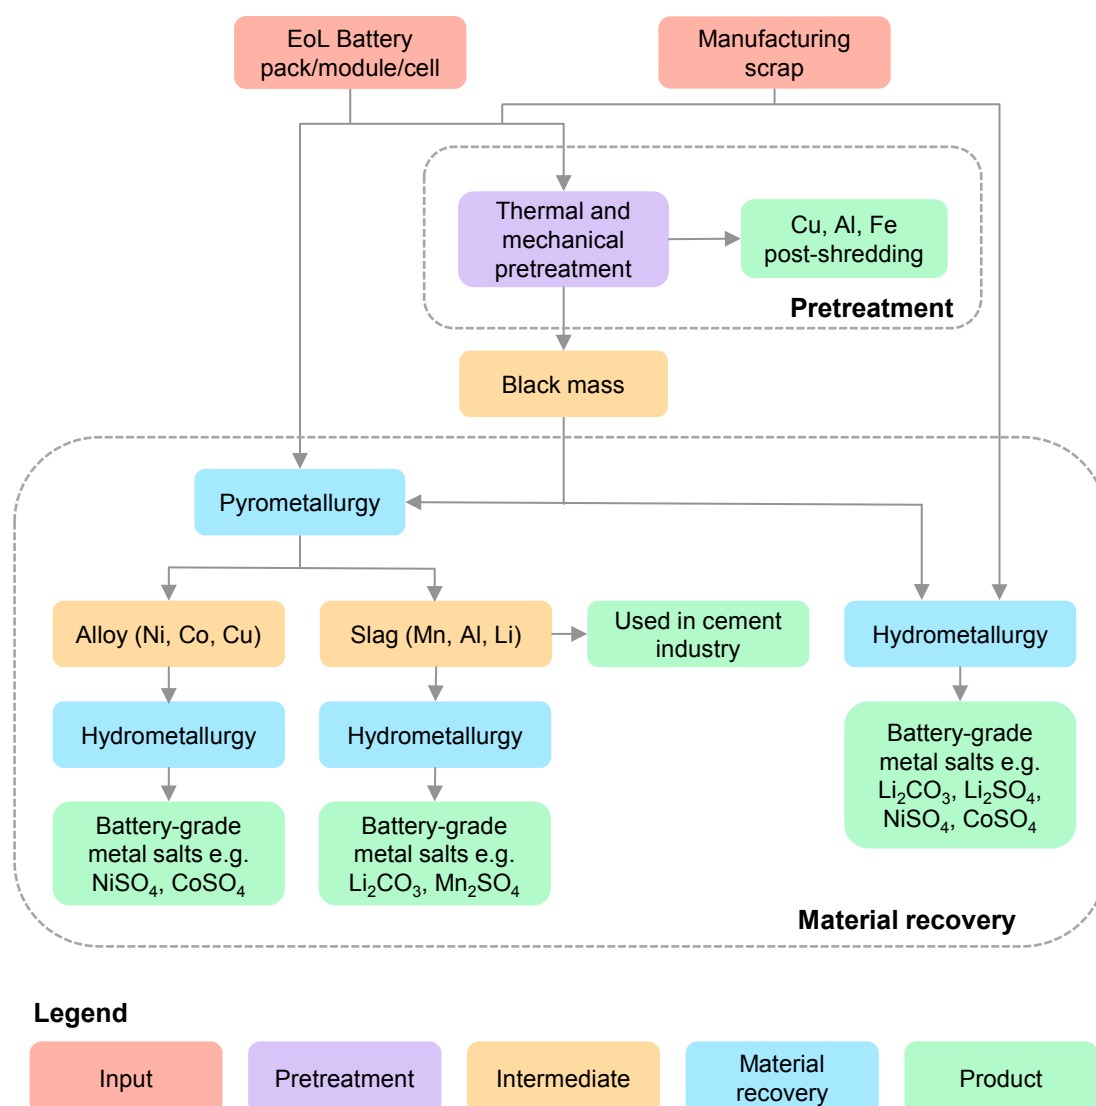 EoL Battery
pack/module/cell
Manufacturing
scrap
Thermal and
mechanical
pretreatment
Cu, Al, Fe
post-shredding
Pretreatment
Black mass
Pyrometallurgy
Alloy (Ni, Co, Cu)
Slag (Mn, Al, Li)
Used in cement
industry
Hydrometallurgy
Hydrometallurgy
Hydrometallurgy
Battery-grade
metal salts e.g.
Li₂CO₃, Li₂SO₄,
NiSO₄, CoSO₄
Battery-grade
metal salts e.g.
NiSO₄, CoSO₄
Battery-grade
metal salts e.g.
Li₂CO₃, Mn₂SO₄
Material recovery
Legend
Input
Pretreatment
Intermediate
Material
recovery
Product